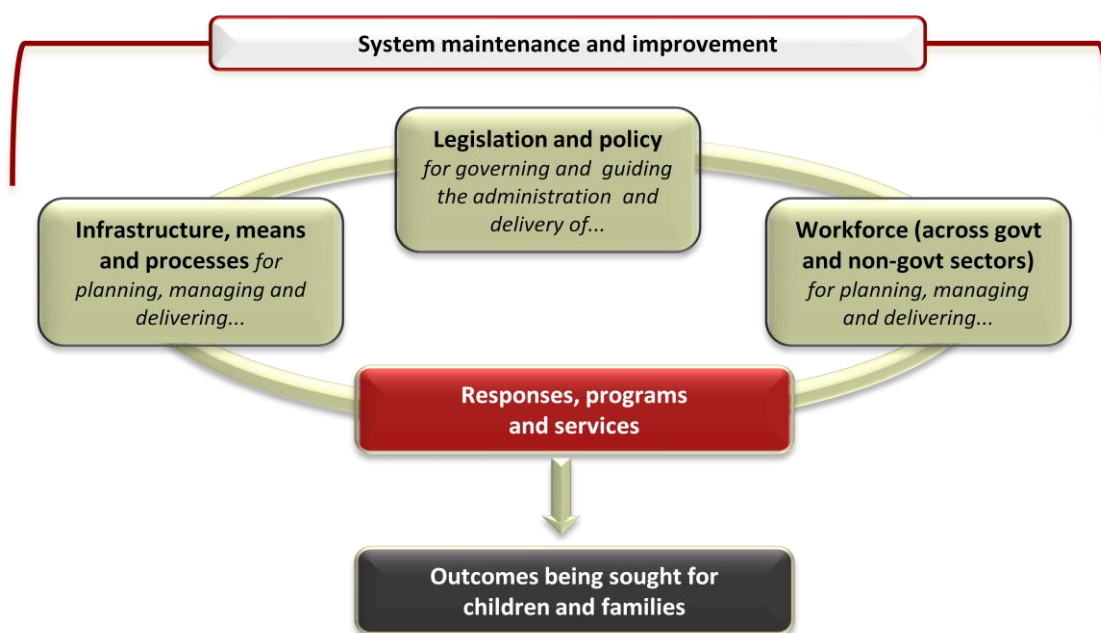 System maintenance and improvement
Legislation and policy
for governing and  guiding
the administration  and
delivery of...
Infrastructure, means
and processes for
planning, managing and
delivering...
Workforce (across govt
and non-govt sectors)
for planning, managing
and delivering...
Responses, programs
and services
Outcomes being sought for
children and families